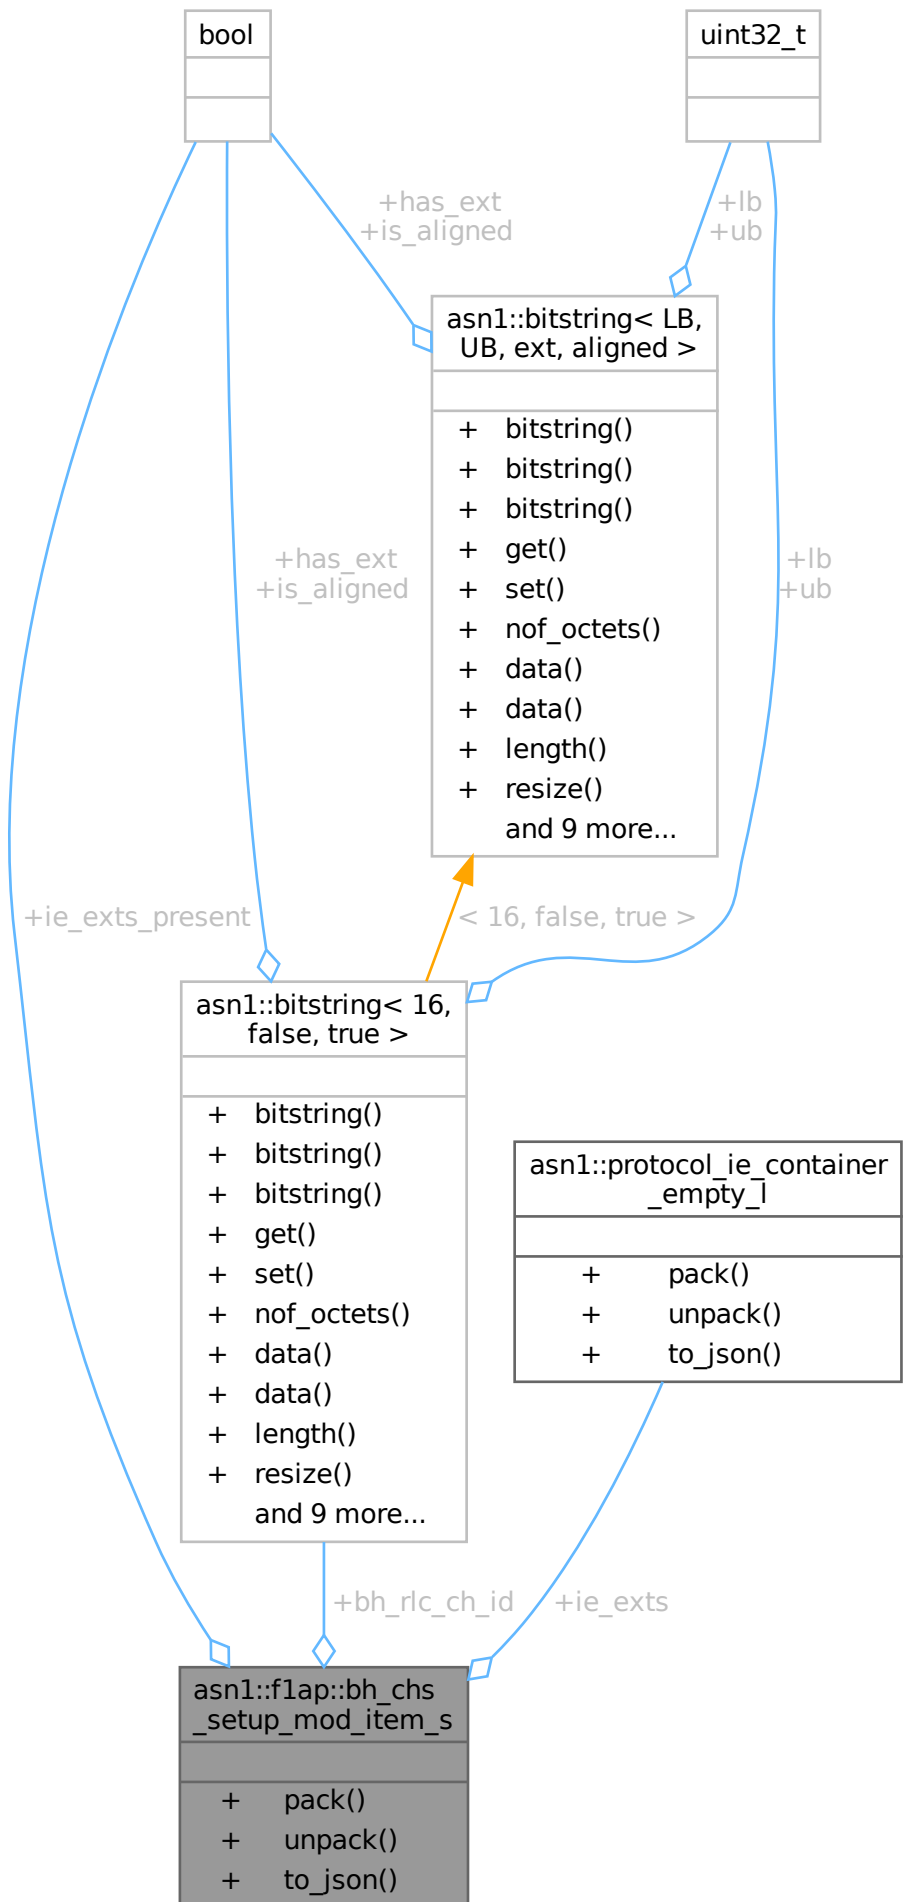 bool
uint32_t
+has_ext
+is_aligned
+lb
+ub
asn1::bitstring< LB,
UB, ext, aligned >
+ bitstring()
+ bitstring()
+ bitstring()
+ get()
+ set()
+ nof_octets()
+ data()
+ data()
+ length()
+ resize()
and 9 more...
+has_ext
+is_aligned
+lb
+ub
+ie_exts_present
< 16, false, true >
asn1::bitstring< 16,
false, true >
+ bitstring()
+ bitstring()
+ bitstring()
+ get()
+ set()
+ nof_octets()
+ data()
+ data()
+ length()
+ resize()
and 9 more...
asn1::protocol_ie_container
_empty_l
+ pack()
+ unpack()
+ to_json()
+bh_rlc_ch_id
+ie_exts
asn1::f1ap::bh_chs
_setup_mod_item_s
+ pack()
+ unpack()
+ to_json()